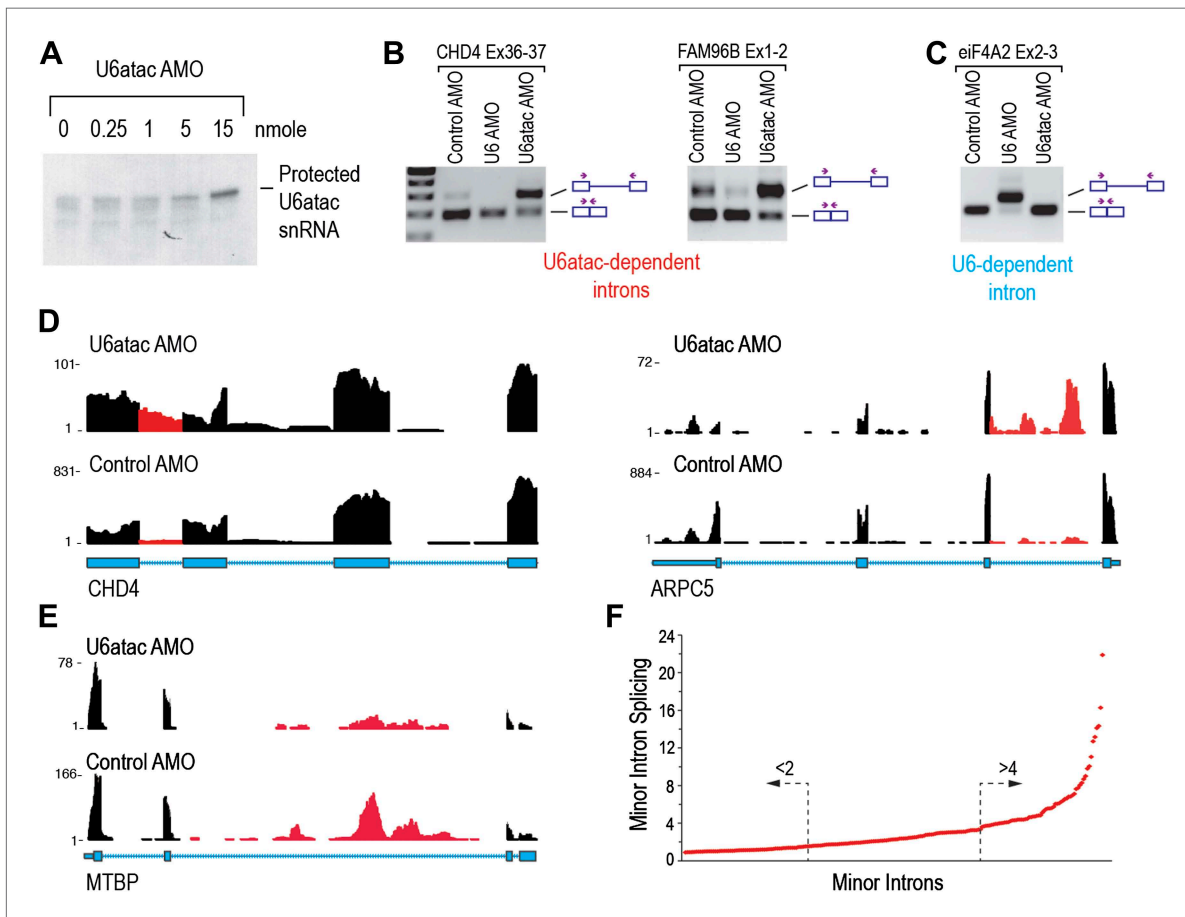 A
U6atac AMO
0 0.25 1 5 15 nmole
Protected
U6atac
snRNA
B
CHD4 Ex36-37
Control AMO
U6 AMO
U6atac AMO
FAM96B Ex1-2
Control AMO
U6 AMO
U6atac AMO
U6atac-dependent
introns
C
eiF4A2 Ex2-3
Control AMO
U6 AMO
U6atac AMO
U6-dependent
intron
D
U6atac AMO
101-
1 -
Control AMO
831-
1 -
CHD4
U6atac AMO
72 -
1-
Control AMO
884 -
1 -
ARPC5
E
U6atac AMO
78 -
1-
Control AMO
166-
1-
MTBP
F
Minor Intron Splicing
24
20
16
12
8
4
0
<2
>4
Minor Introns